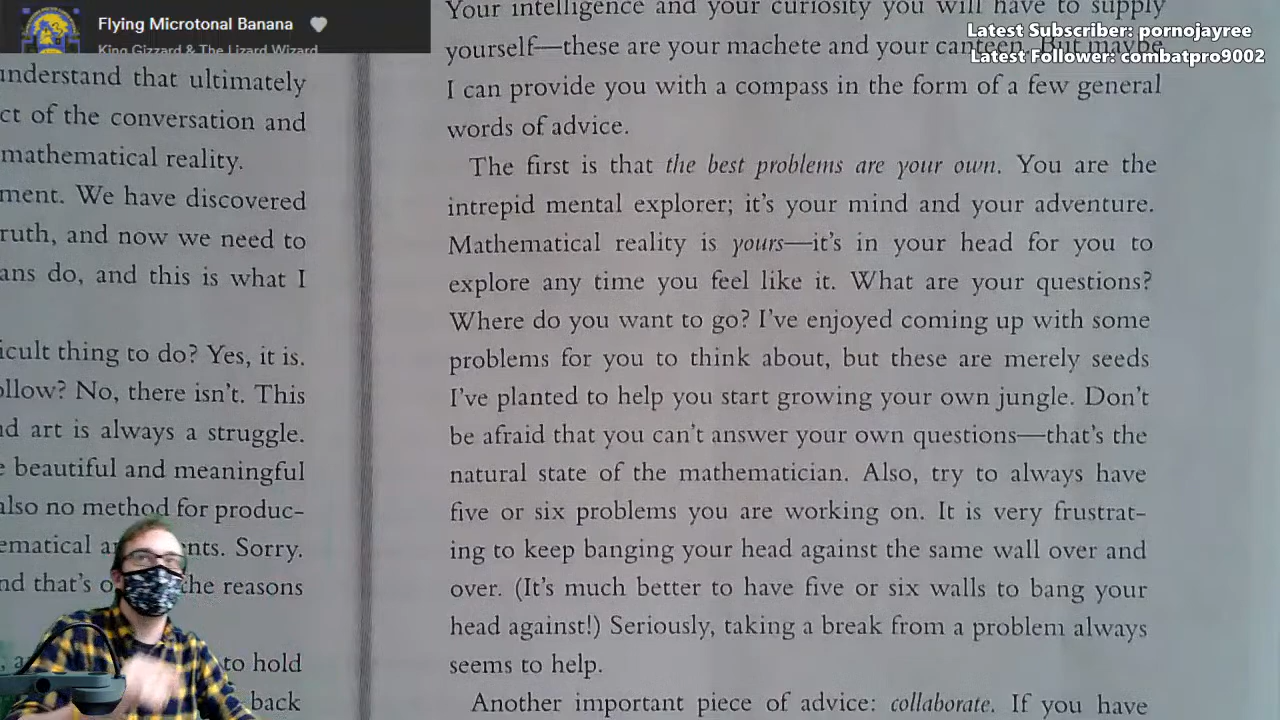 Flying Microtonal Banana
King Gizzard & The Lizard Wizard
Latest Subscriber: pornojayree
Latest Follower: combatpro9002
understand that ultimately
ct of the conversation and
mathematical reality.
ment. We have discovered
ruth, and now we need to
ans do, and this is what I
icult thing to do? Yes, it is.
ollow? No, there isn't. This
nd art is always a struggle.
e beautiful and meaningful
also no method for produc-
ematical ar nts. Sorry.
nd that's o the reasons
to hold
back
Your intelligence and your curiosity you will have to supply
yourself—these are your machete and your canteen. But maybe
I can provide you with a compass in the form of a few general
words of advice.
The first is that the best problems are your own. You are the
intrepid mental explorer; it's your mind and your adventure.
Mathematical reality is yours—it's in your head for you to
explore any time you feel like it. What are your questions?
Where do you want to go? I've enjoyed coming up with some
problems for you to think about, but these are merely seeds
I've planted to help you start growing your own jungle. Don't
be afraid that you can't answer your own questions—that's the
natural state of the mathematician. Also, try to always have
five or six problems you are working on. It is very frustrat-
ing to keep banging your head against the same wall over and
over. (It's much better to have five or six walls to bang your
head against!) Seriously, taking a break from a problem always
seems to help.
Another important piece of advice: collaborate. If you have